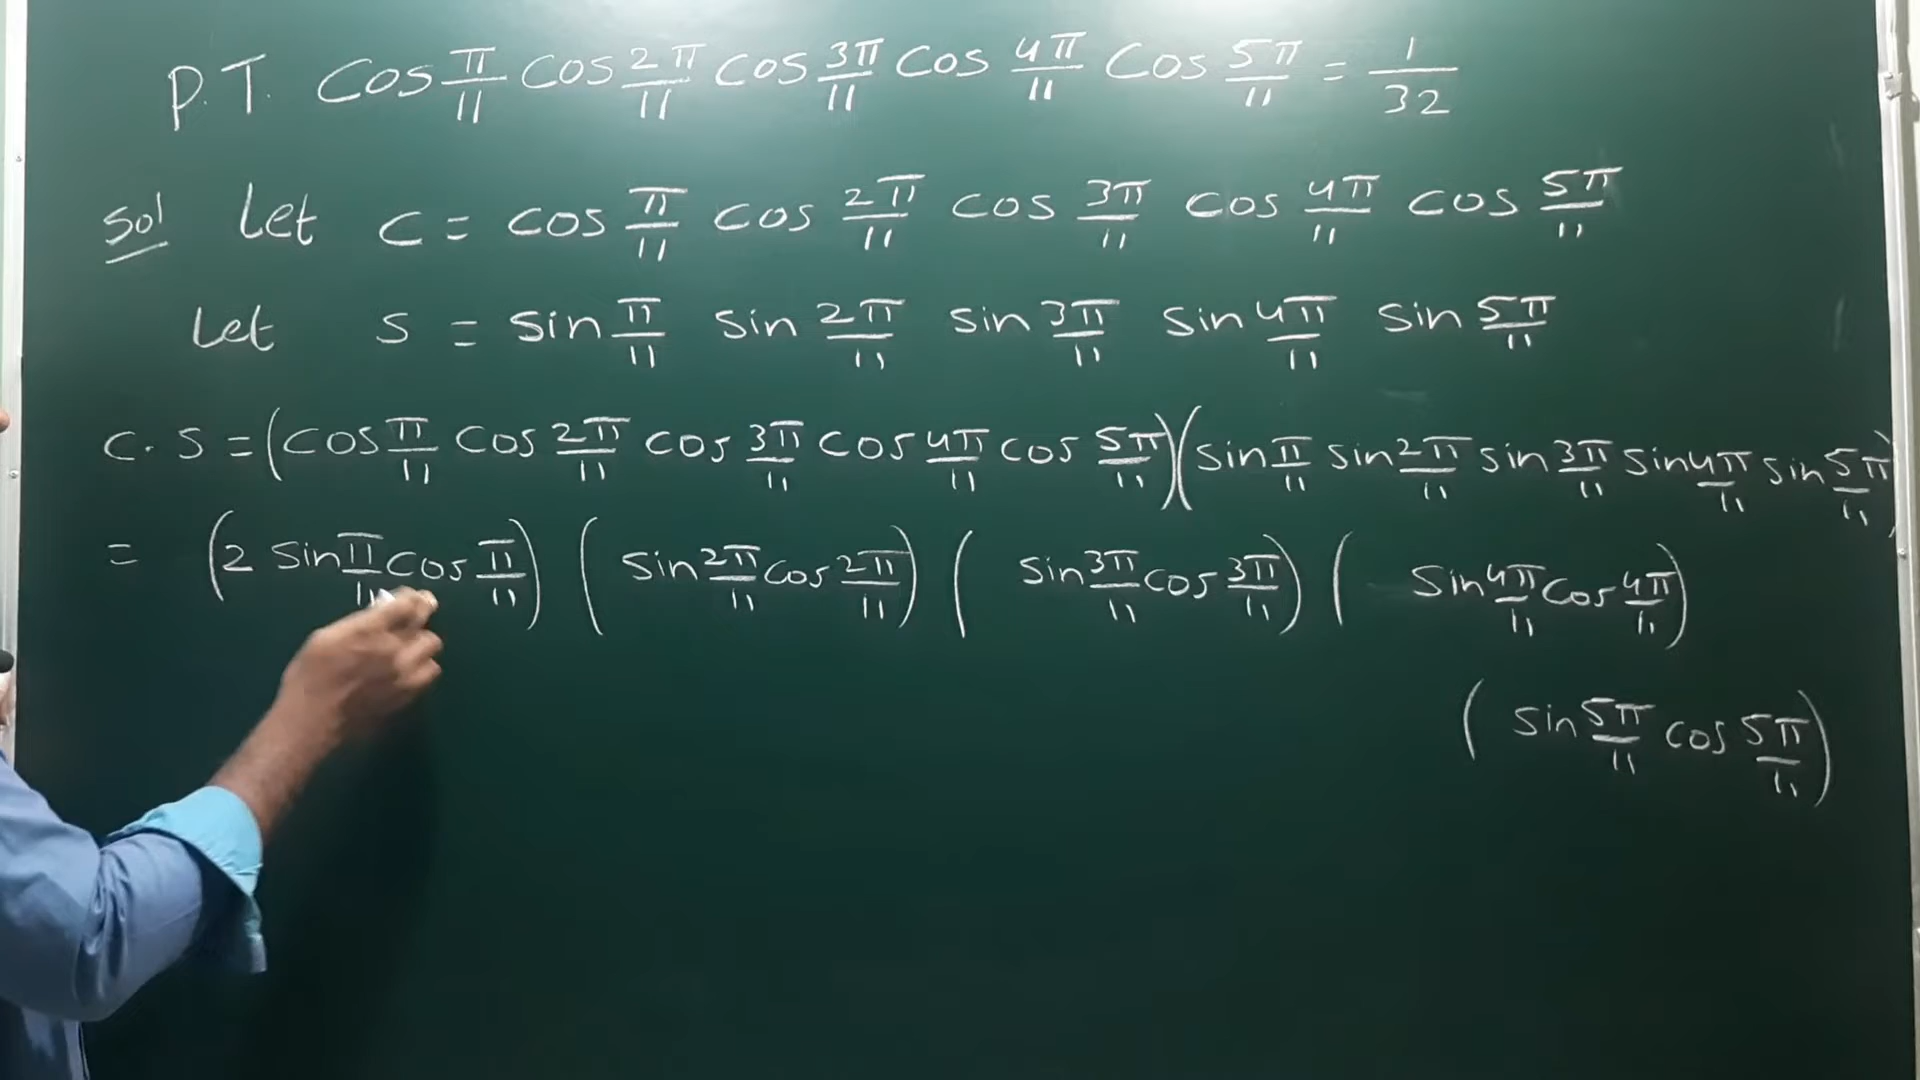 P.T. Cos π/11 Cos 2π/11 Cos 3π/11 Cos 4π/11 Cos 5π/11 = 1/32
Sol Let C = cos π/11 cos 2π/11 cos 3π/11 cos 4π/11 cos 5π/11
Let S = sin π/11 sin 2π/11 sin 3π/11 sin 4π/11 sin 5π/11
C.S = (cos π/11 cos 2π/11 cos 3π/11 cos 4π/11 cos 5π/11)(sin π/11 sin 2π/11 sin 3π/11 sin 4π/11 sin 5π/11)
= (2 sin π/11 cos π/11) (sin 2π/11 cos 2π/11) (sin 3π/11 cos 3π/11) (sin 4π/11 cos 4π/11)
(sin 5π/11 cos 5π/11)